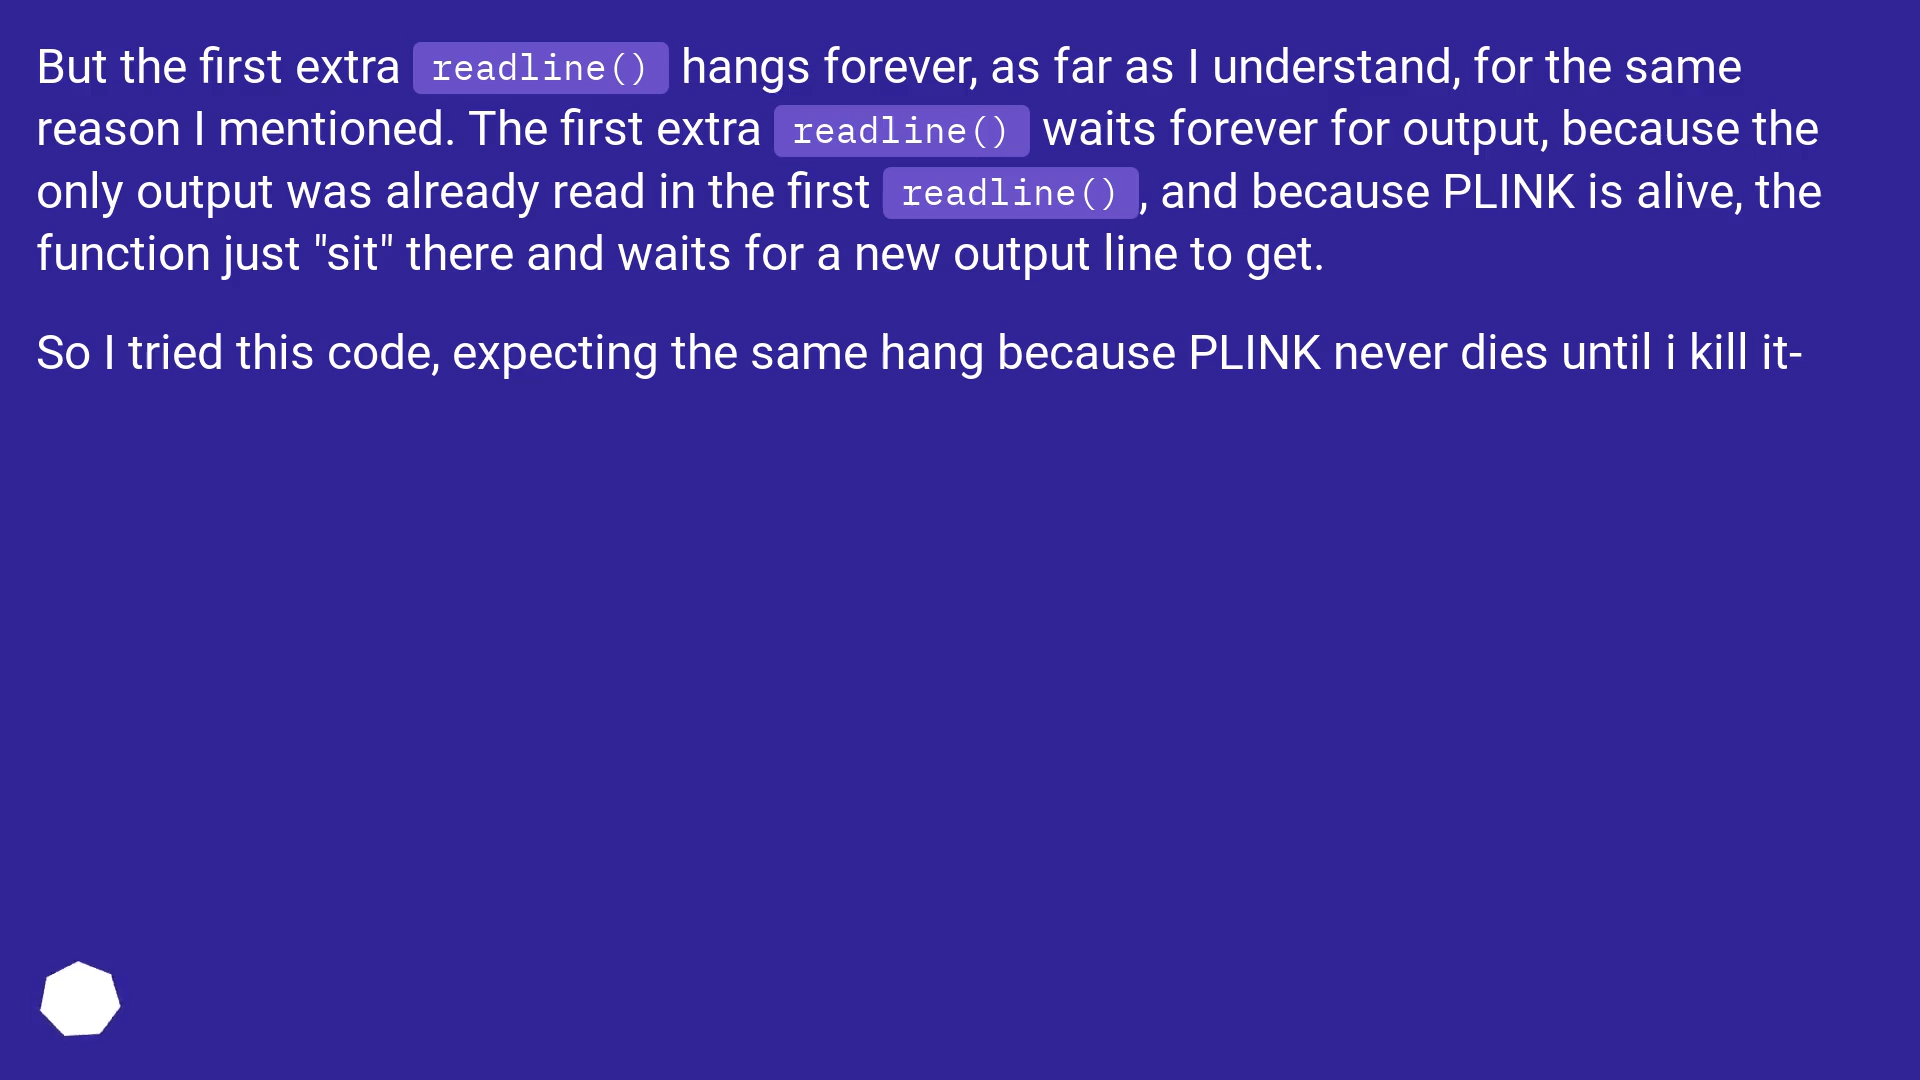 But the first extra readline() hangs forever, as far as I understand, for the same
reason I mentioned. The first extra readline() waits forever for output, because the
only output was already read in the first readline(), and because PLINK is alive, the
function just "sit" there and waits for a new output line to get.
So I tried this code, expecting the same hang because PLINK never dies until i kill it-